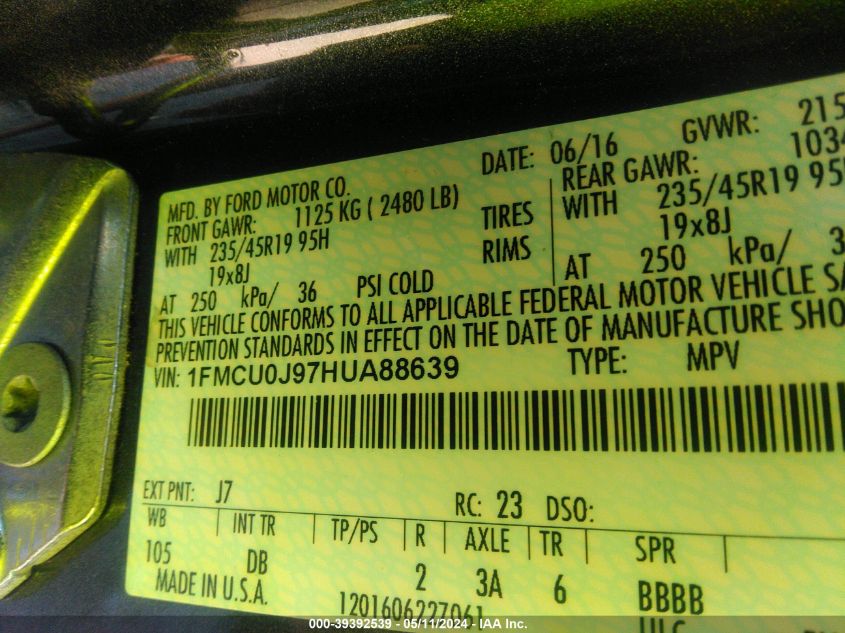 MFD. BY FORD MOTOR CO.
DATE: 06/16
GVWR:
FRONT GAWR: 1125 KG ( 2480 LB)
REAR GAWR:
WITH 235/45R19 95H
TIRES
WITH 235/45R19
19x8J
RIMS
19x8J
AT 250 kPa/ 36 PSI COLD
AT 250 kPa/
THIS VEHICLE CONFORMS TO ALL APPLICABLE FEDERAL MOTOR VEHICLE SA
PREVENTION STANDARDS IN EFFECT ON THE DATE OF MANUFACTURE SHO
VIN: 1FMCU0J97HUA88639
TYPE: MPV
EXT PNT: J7
RC: 23 DSO:
WB INT TR TP/PS R AXLE TR SPR
105 DB 2 3A 6 BBBB
MADE IN U.S.A.
1201606227061
000-39392539 - 05/11/2024 - IAA Inc.